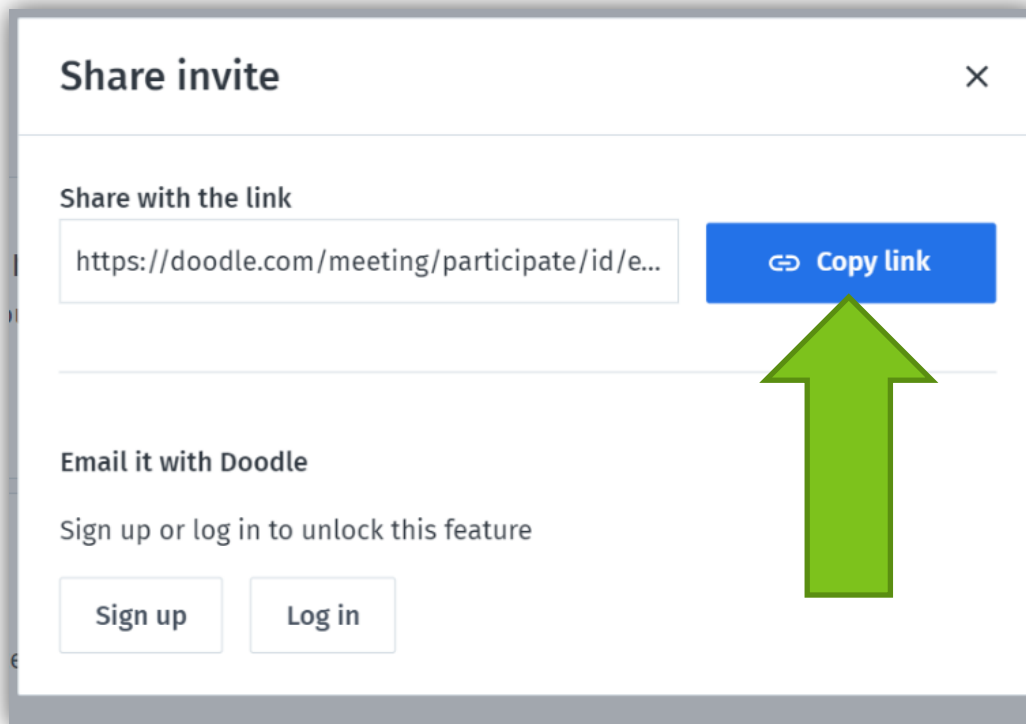 Share invite
Share with the link
https://doodle.com/meeting/participate/id/e...
Copy link
Email it with Doodle
Sign up or log in to unlock this feature
Sign up
Log in